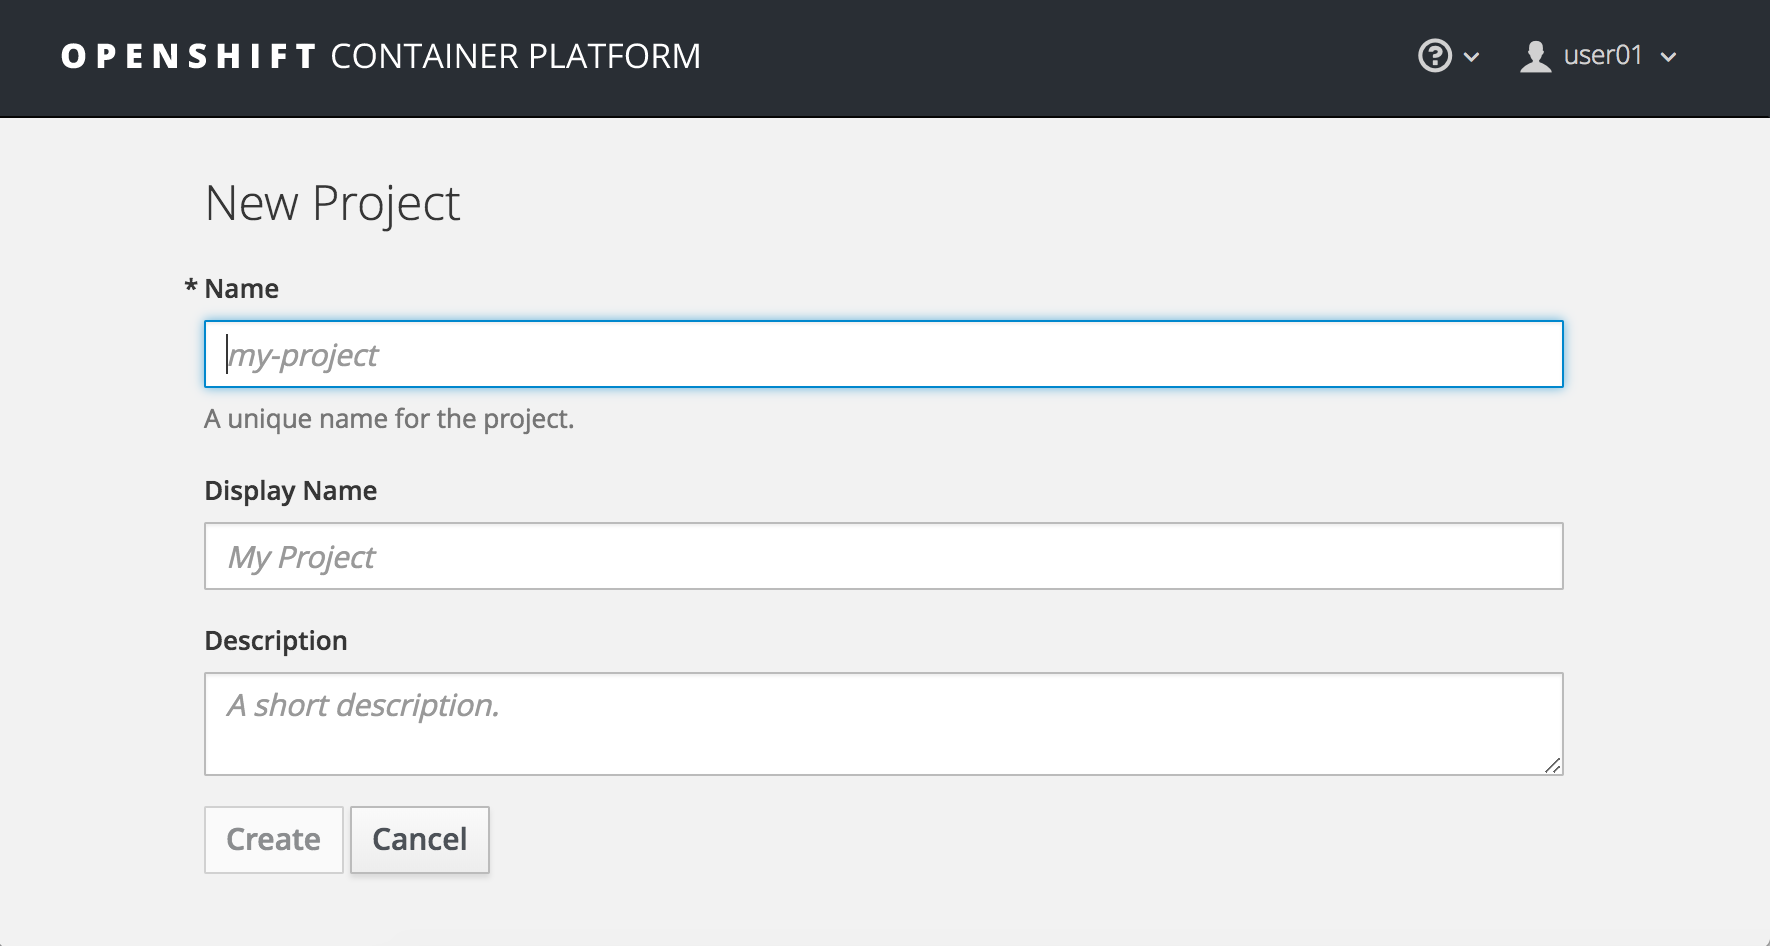 OPENSHIFT CONTAINER PLATFORM
user01
New Project
* Name
my-project
A unique name for the project.
Display Name
My Project
Description
A short description.
Create Cancel